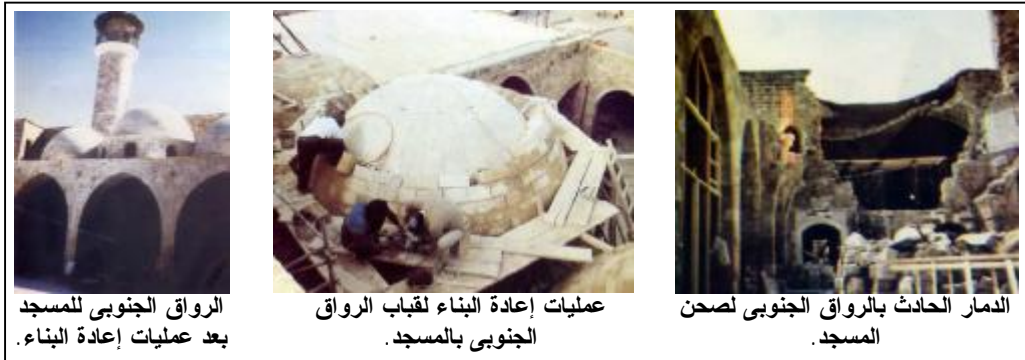 الدمار الحادث بالرواق الجنوبى لصحن
المسجد.
عمليات إعادة البناء لقباب الرواق
الجنوبى بالمسجد.
الرواق الجنوبى للمسجد
بعد عمليات إعادة البناء.